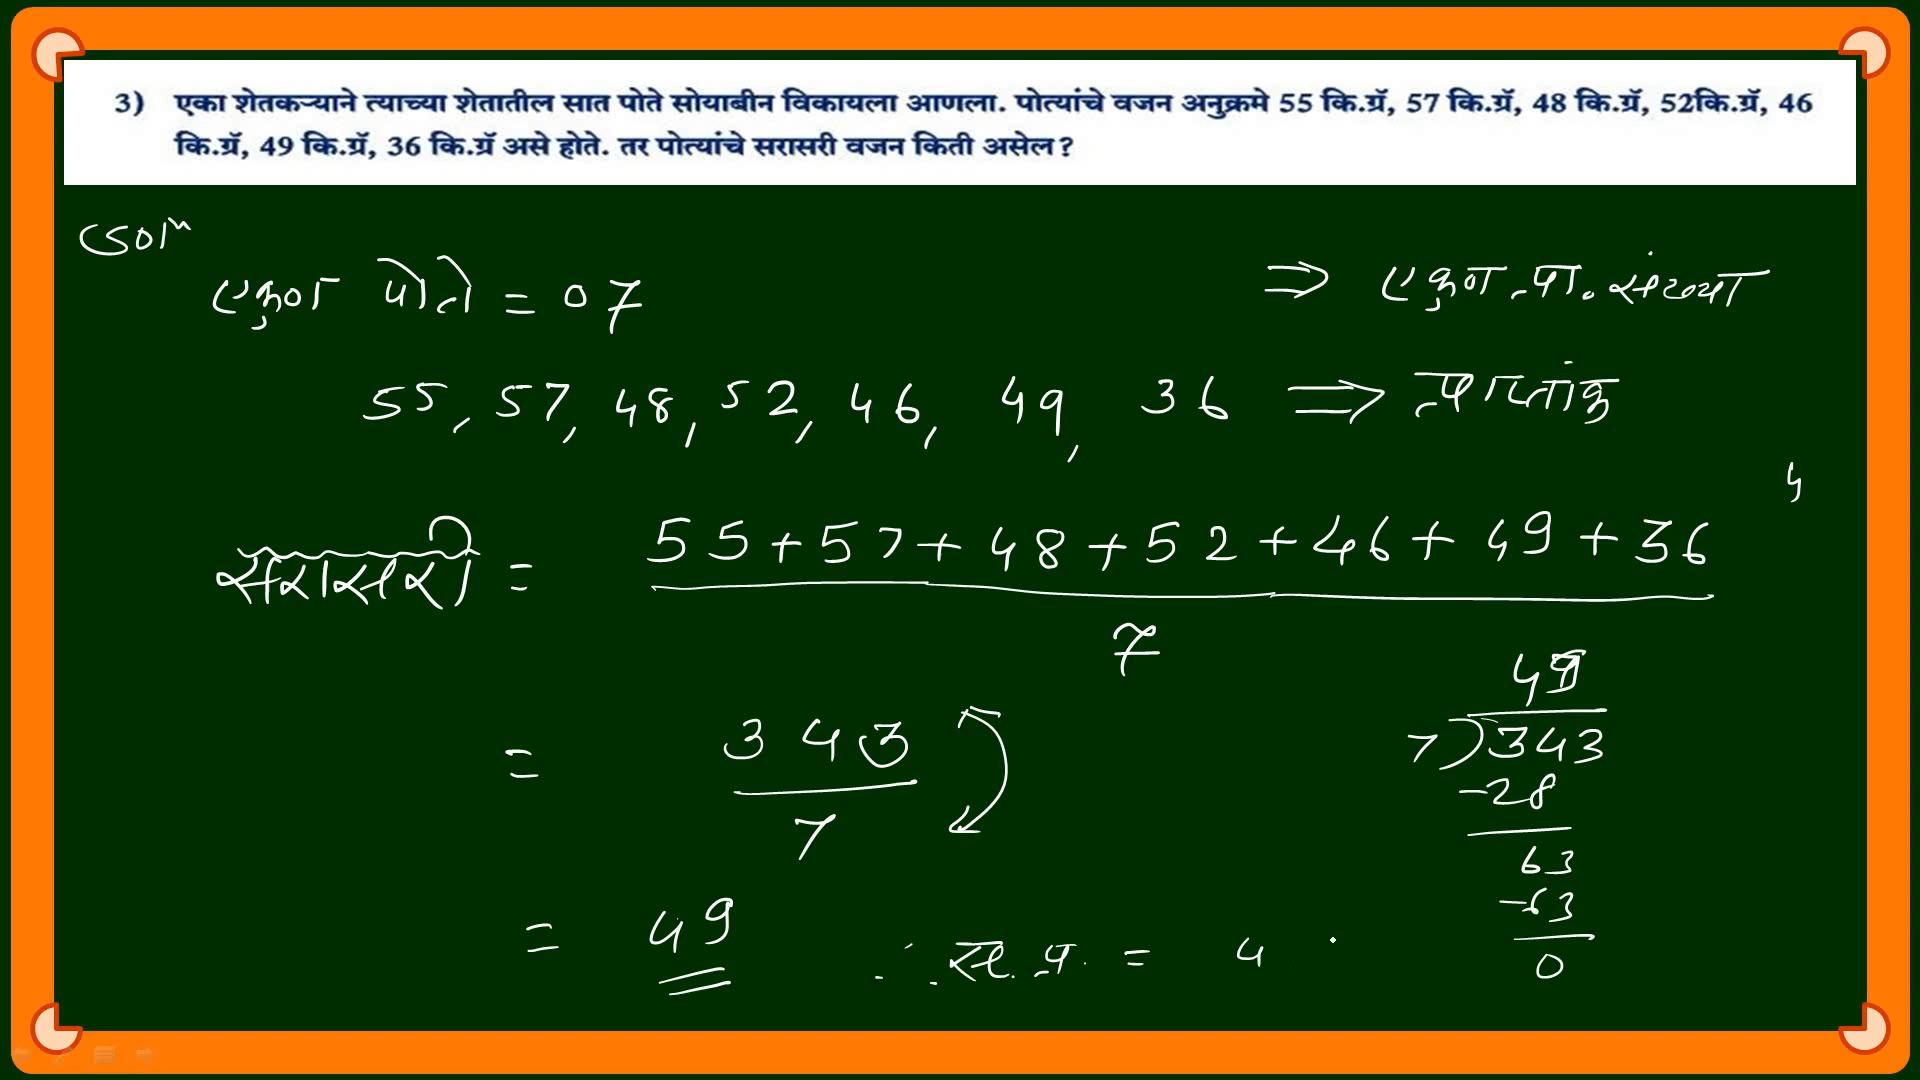 3) एका शेतकऱ्याने त्याच्या शेतातील सात पोते सोयाबीन विकायला आणला. पोत्यांचे वजन अनुक्रमे 55 कि.ग्रॅ, 57 कि.ग्रॅ, 48 कि.ग्रॅ, 52कि.ग्रॅ, 46
कि.ग्रॅ, 49 कि.ग्रॅ, 36 कि.ग्रॅ असे होते. तर पोत्यांचे सरासरी वजन किती असेल?
Solⁿ
एकूण पोते = 07 ⇒ एकूण प्रा. संख्या
55, 57, 48, 52, 46, 49, 36 ⇒ प्राप्तांक
सरासरी = 55+57+48+52+46+49+36
7
= 343
7
= 49 ∴ स. प्र. = 4
49
7)343
-28
63
-63
0